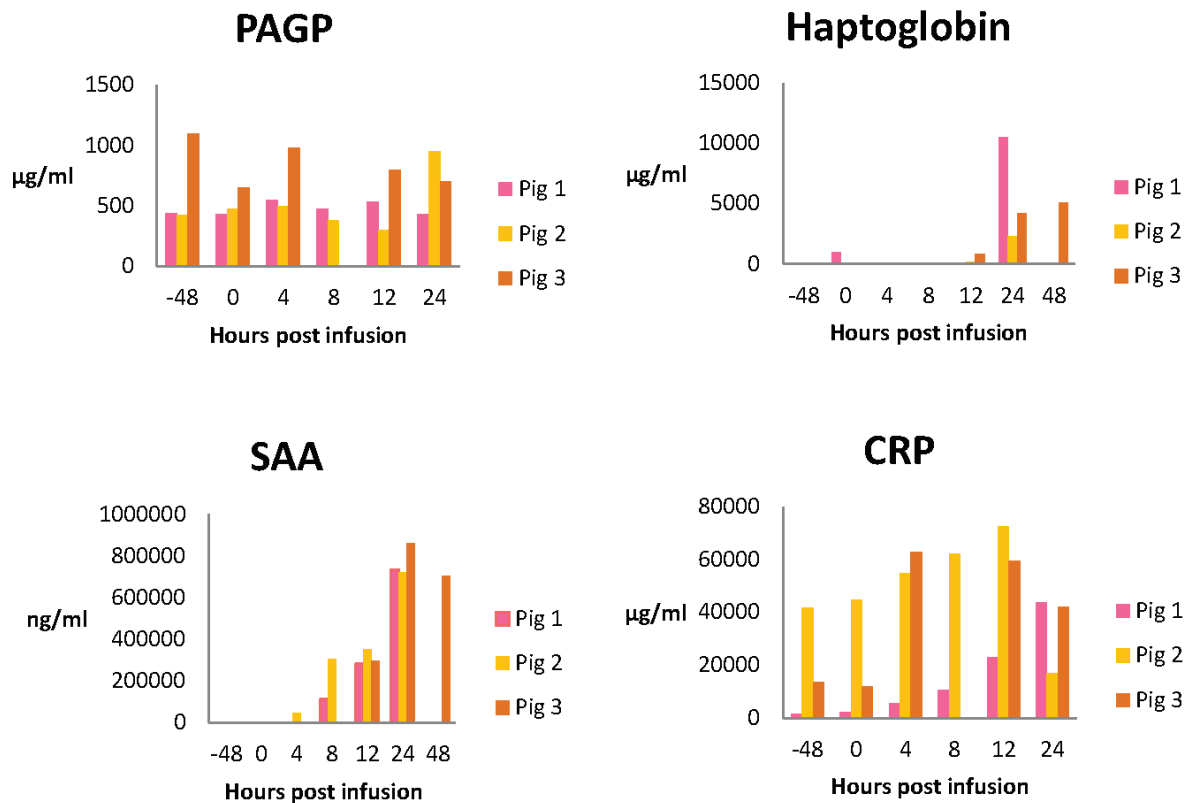 PAGP
1500
1000
500
0
µg/ml
-48 0 4 8 12 24
Hours post infusion
Pig 1
Pig 2
Pig 3
Haptoglobin
15000
10000
5000
0
µg/ml
-48 0 4 8 12 24 48
Hours post infusion
Pig 1
Pig 2
Pig 3
SAA
1000000
800000
600000
400000
200000
0
ng/ml
-48 0 4 8 12 24 48
Hours post infusion
Pig 1
Pig 2
Pig 3
CRP
80000
60000
40000
20000
0
µg/ml
-48 0 4 8 12 24
Hours post infusion
Pig 1
Pig 2
Pig 3